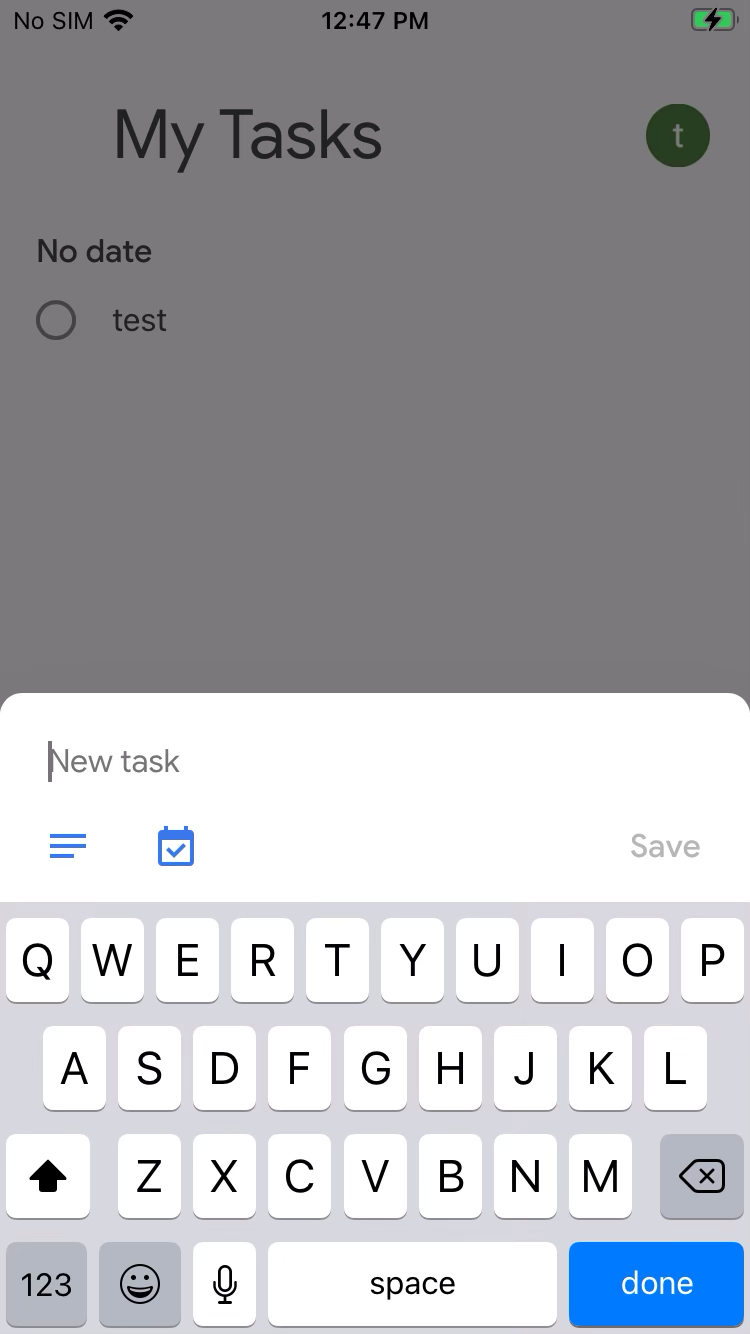 No SIM 12:47 PM
My Tasks t
No date
test
New task
Save
Q W E R T Y U I O P
A S D F G H J K L
Z X C V B N M
123 space done